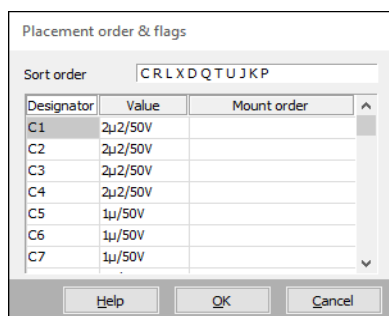 Placement order & flags
Sort order C R L X D Q T U J K P
Designator Value Mount order
C1 2µ2/50V
C2 2µ2/50V
C3 2µ2/50V
C4 2µ2/50V
C5 1µ/50V
C6 1µ/50V
C7 1µ/50V
Help OK Cancel